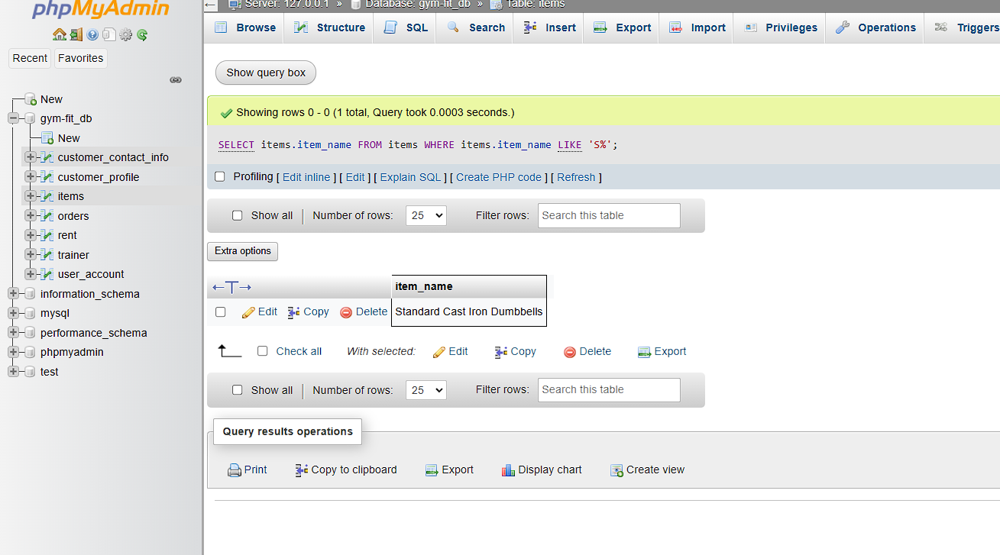 phpMyAdmin
Recent Favorites
New
gym-fit_db
New
customer_contact_info
customer_profile
items
orders
rent
trainer
user_account
information_schema
mysql
performance_schema
phpmyadmin
test
Server: 127.0.0.1 » Database: gym-fit_db » Table: items
Browse Structure SQL Search Insert Export Import Privileges Operations Triggers
Show query box
Showing rows 0 - 0 (1 total, Query took 0.0003 seconds.)
SELECT items.item_name FROM items WHERE items.item_name LIKE 'S%';
Profiling [ Edit inline ] [ Edit ] [ Explain SQL ] [ Create PHP code ] [ Refresh ]
Show all Number of rows: 25 Filter rows: Search this table
Extra options
←T→ item_name
Edit Copy Delete Standard Cast Iron Dumbbells
Check all With selected: Edit Copy Delete Export
Show all Number of rows: 25 Filter rows: Search this table
Query results operations
Print Copy to clipboard Export Display chart Create view